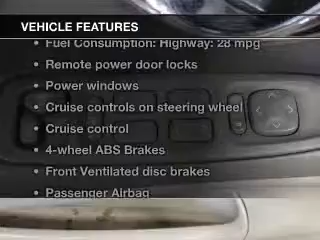 VEHICLE FEATURES
• Fuel Consumption: Highway: 28 mpg
• Remote power door locks
• Power windows
• Cruise controls on steering wheel
• Cruise control
• 4-wheel ABS Brakes
• Front Ventilated disc brakes
• Passenger Airbag